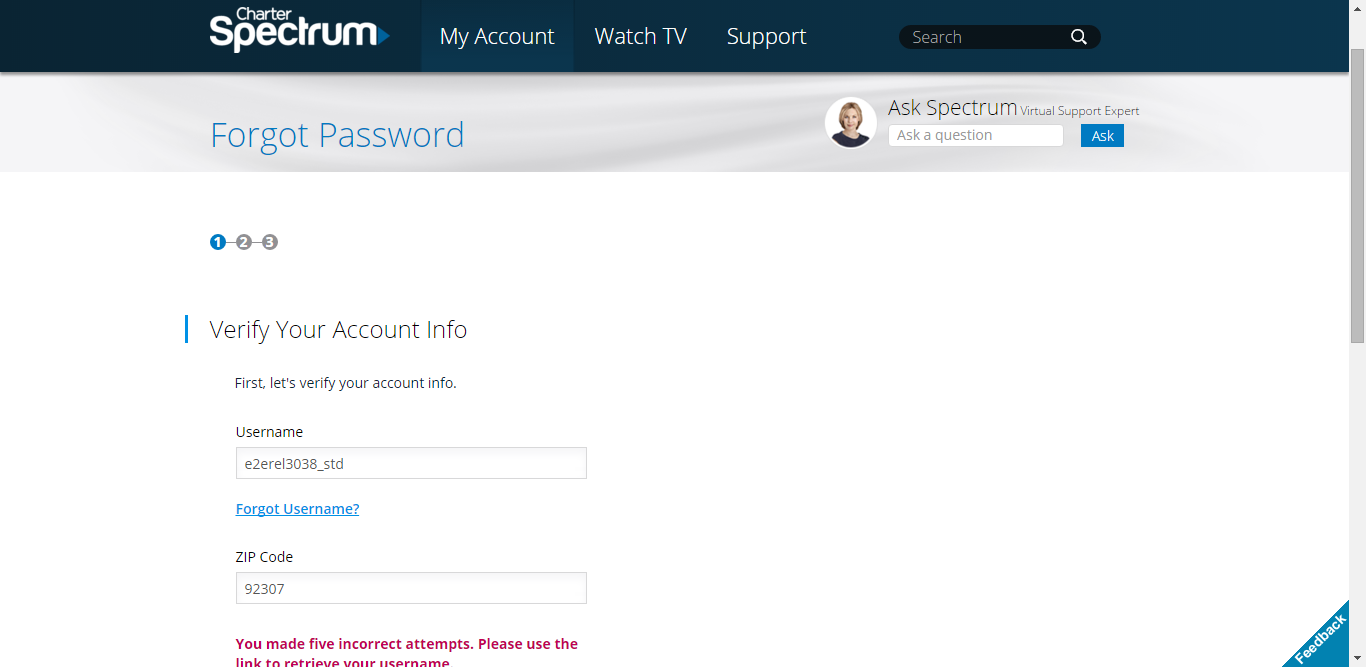 Charter
Spectrum
My Account
Watch TV
Support
Search
Forgot Password
Ask Spectrum Virtual Support Expert
Ask a question
Ask
1 2 3
Verify Your Account Info
First, let's verify your account info.
Username
e2erel3038_std
Forgot Username?
ZIP Code
92307
You made five incorrect attempts. Please use the
link to retrieve your username.
Feedback